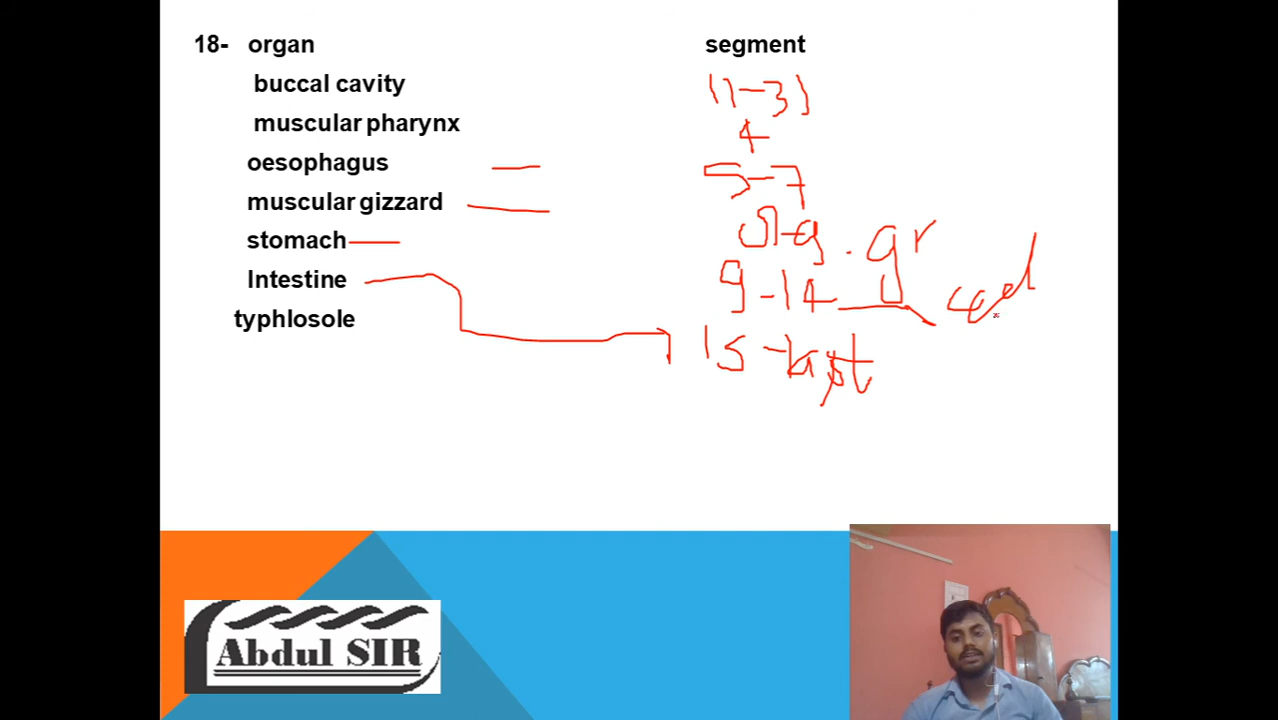 18- organ segment
buccal cavity (1-3)
muscular pharynx 4
oesophagus 5-7
muscular gizzard 8-9
stomach 9-14
Intestine 15-last
typhlosole
Abdul SIR